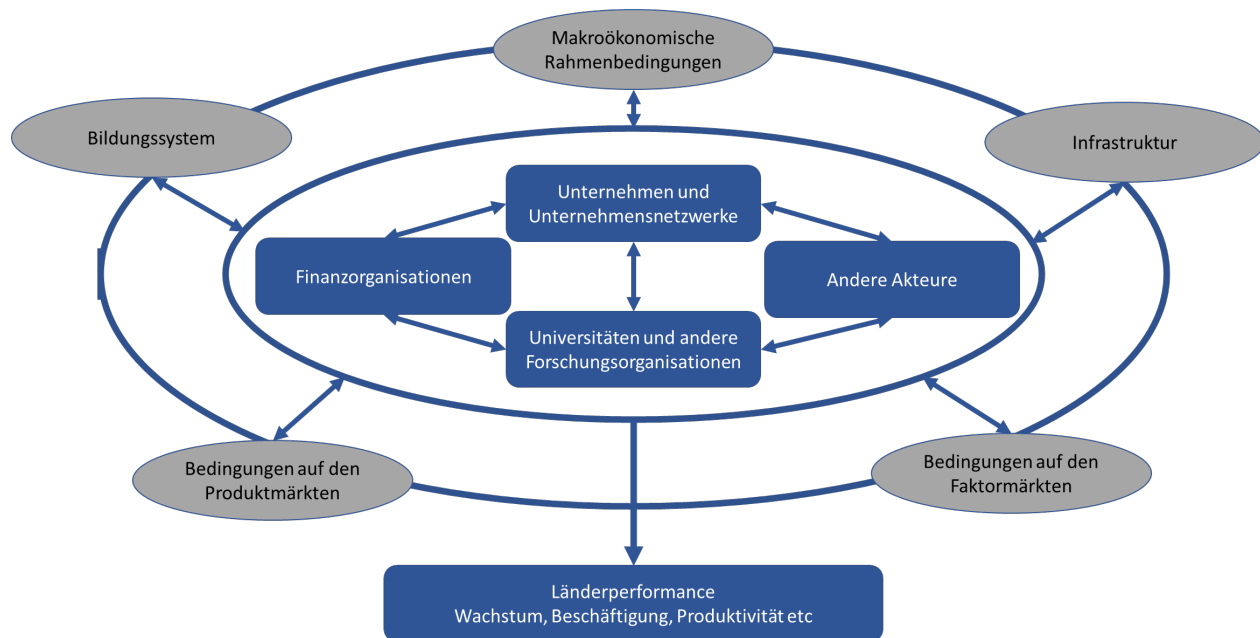 Makroökonomische
Rahmenbedingungen
Bildungssystem
Infrastruktur
Unternehmen und
Unternehmensnetzwerke
Finanzorganisationen
Andere Akteure
Universitäten und andere
Forschungsorganisationen
Bedingungen auf den
Produktmärkten
Bedingungen auf den
Faktormärkten
Länderperformance
Wachstum, Beschäftigung, Produktivität etc